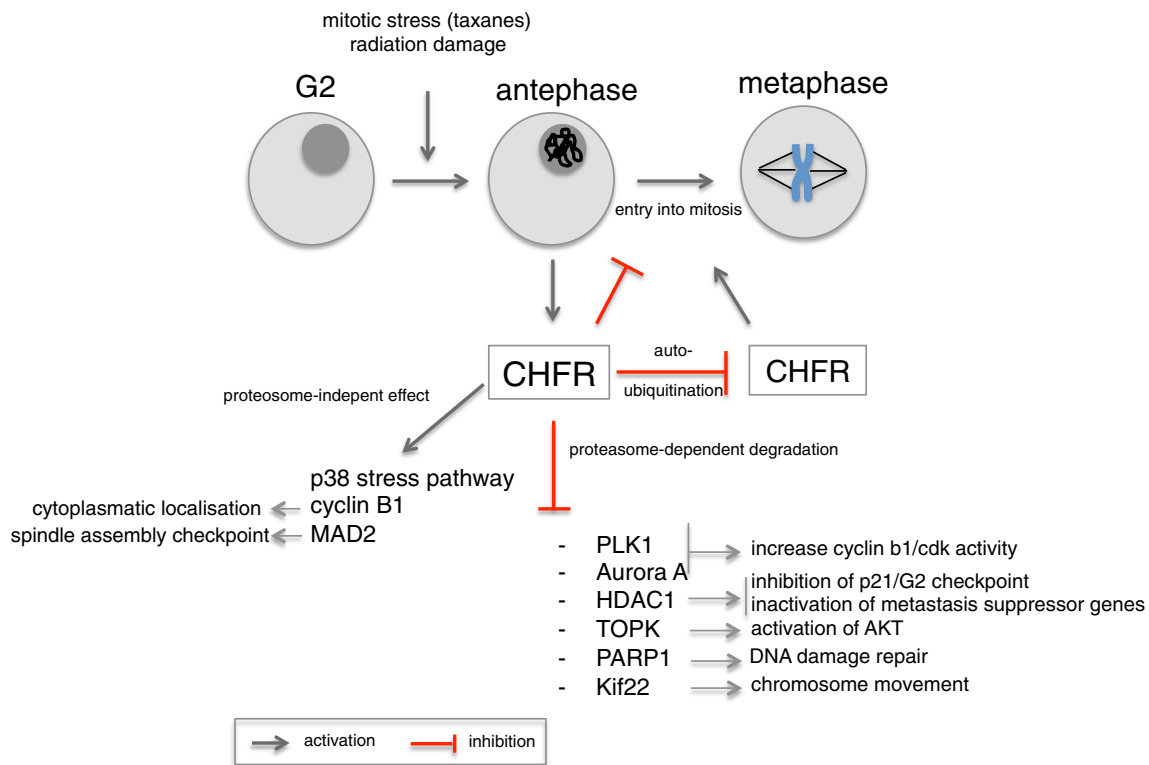 mitotic stress (taxanes)
radiation damage
G2
antephase
metaphase
entry into mitosis
CHFR
auto-
ubiquitination
CHFR
proteosome-indepent effect
proteasome-dependent degradation
p38 stress pathway
cytoplasmatic localisation
cyclin B1
spindle assembly checkpoint
MAD2
- PLK1
increase cyclin b1/cdk activity
- Aurora A
- HDAC1
inhibition of p21/G2 checkpoint
inactivation of metastasis suppressor genes
- TOPK
activation of AKT
- PARP1
DNA damage repair
- Kif22
chromosome movement
activation
inhibition